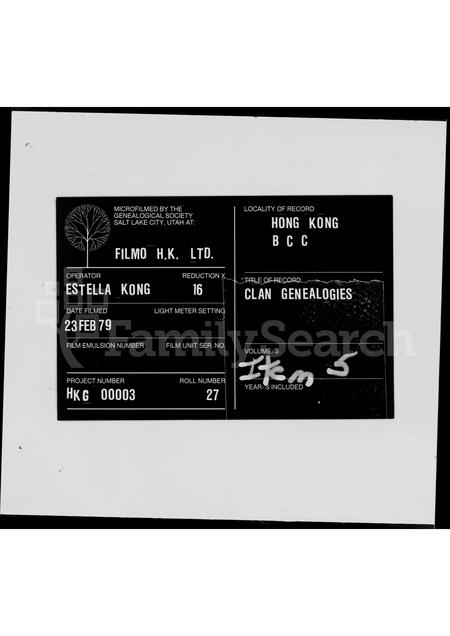 MICROFILMED BY THE
GENEALOGICAL SOCIETY
SALT LAKE CITY, UTAH AT:
FILMO H.K. LTD.
OPERATOR REDUCTION X
ESTELLA KONG 16
DATE FILMED LIGHT METER SETTING
23 FEB 79
FILM EMULSION NUMBER FILM UNIT SER. NO.
PROJECT NUMBER ROLL NUMBER
HKG 00003 27
LOCALITY OF RECORD
HONG KONG
B C C
TITLE OF RECORD
CLAN GENEALOGIES
VOLUME/S
Itkm 5
YEAR/S INCLUDED
FamilySearch